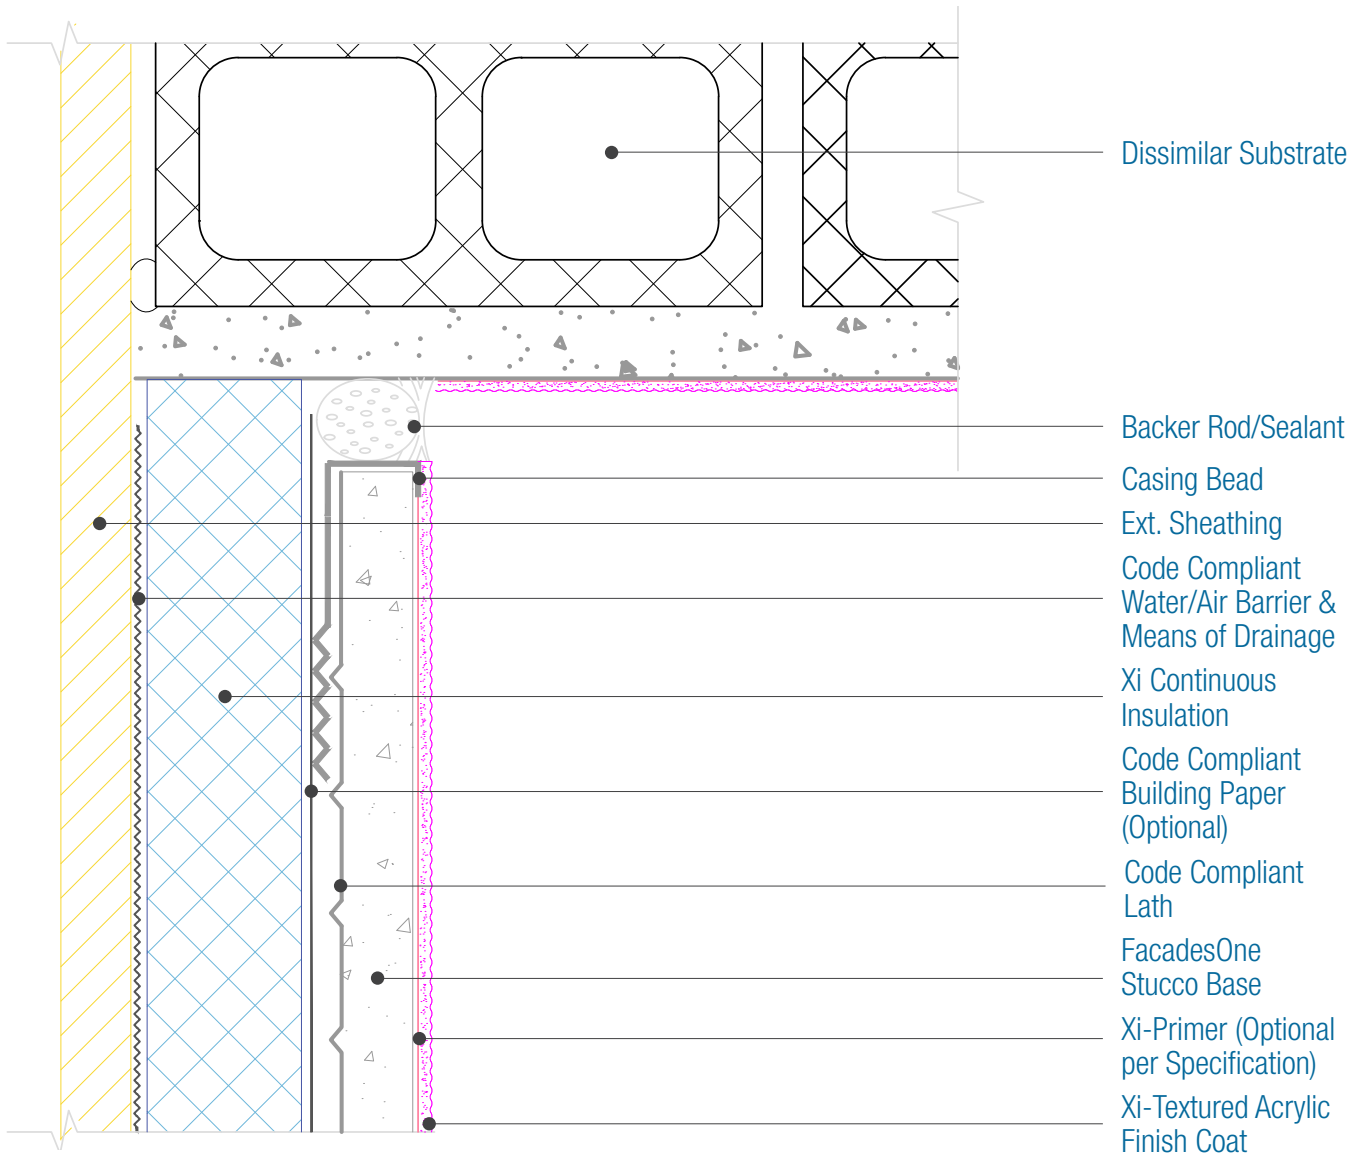 Dissimilar Substrate
Backer Rod/Sealant
Casing Bead
Ext. Sheathing
Code Compliant
Water/Air Barrier &
Means of Drainage
Xi Continuous
Insulation
Code Compliant
Building Paper
(Optional)
Code Compliant
Lath
FacadesOne
Stucco Base
Xi-Primer (Optional
per Specification)
Xi-Textured Acrylic
Finish Coat